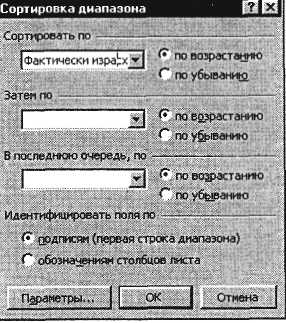 Сортировка диапазона
Сортировать по
Фактически израсх
по возрастанию
по убыванию
Затем по
по возрастанию
по убыванию
В последнюю очередь, по
по возрастанию
по убыванию
Идентифицировать поля по
подписям (первая строка диапазона)
обозначениям столбцов листа
Параметры...
ОК
Отмена